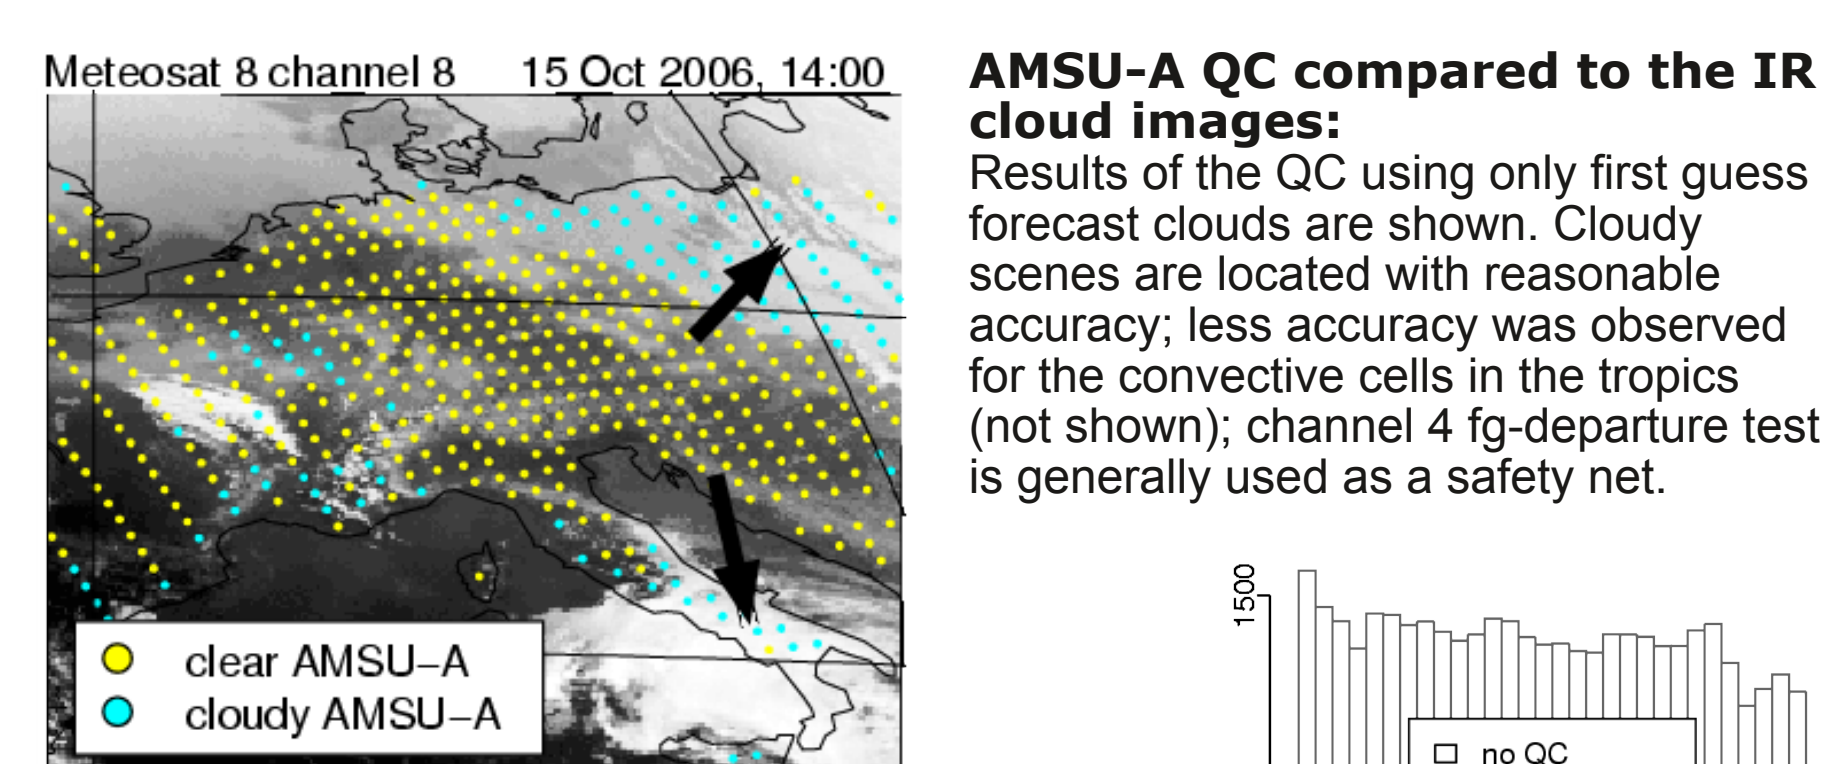 Meteosat 8 channel 8 15 Oct 2006, 14:00
clear AMSU−A
cloudy AMSU−A
AMSU-A QC compared to the IR
cloud images:
Results of the QC using only first guess
forecast clouds are shown. Cloudy
scenes are located with reasonable
accuracy; less accuracy was observed
for the convective cells in the tropics
(not shown); channel 4 fg-departure test
is generally used as a safety net.
1500
no QC